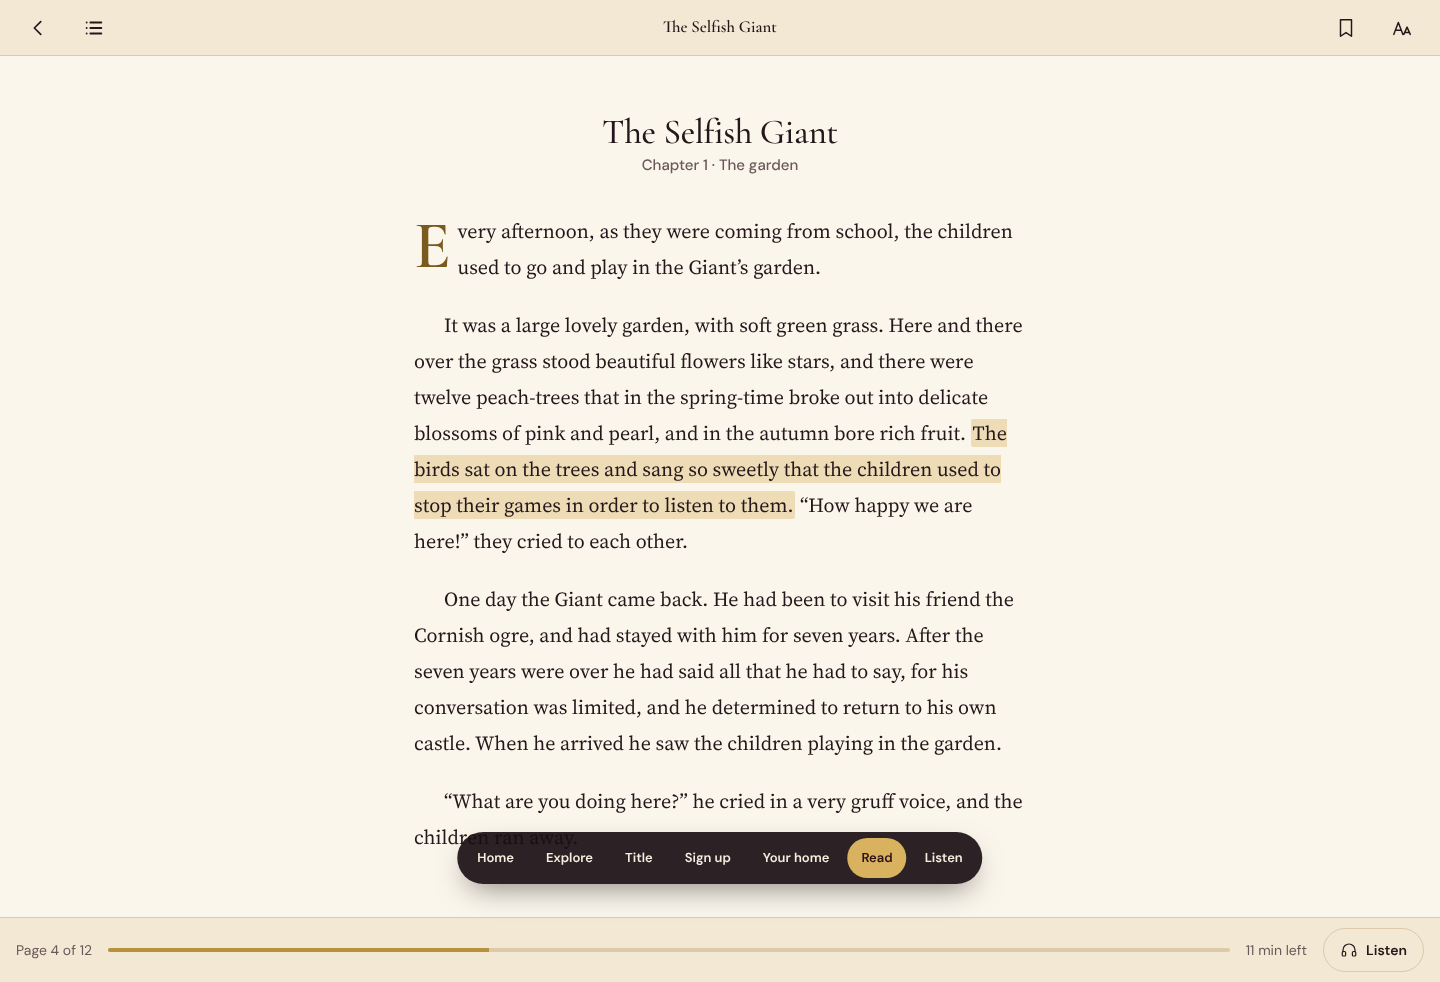 The Selfish Giant
The Selfish Giant
Chapter 1 · The garden
Every afternoon, as they were coming from school, the children
used to go and play in the Giant’s garden.
It was a large lovely garden, with soft green grass. Here and there
over the grass stood beautiful flowers like stars, and there were
twelve peach-trees that in the spring-time broke out into delicate
blossoms of pink and pearl, and in the autumn bore rich fruit. The
birds sat on the trees and sang so sweetly that the children used to
stop their games in order to listen to them. “How happy we are
here!” they cried to each other.
One day the Giant came back. He had been to visit his friend the
Cornish ogre, and had stayed with him for seven years. After the
seven years were over he had said all that he had to say, for his
conversation was limited, and he determined to return to his own
castle. When he arrived he saw the children playing in the garden.
“What are you doing here?” he cried in a very gruff voice, and the
children ran away.
Home Explore Title Sign up Your home Read Listen
Page 4 of 12 11 min left Listen